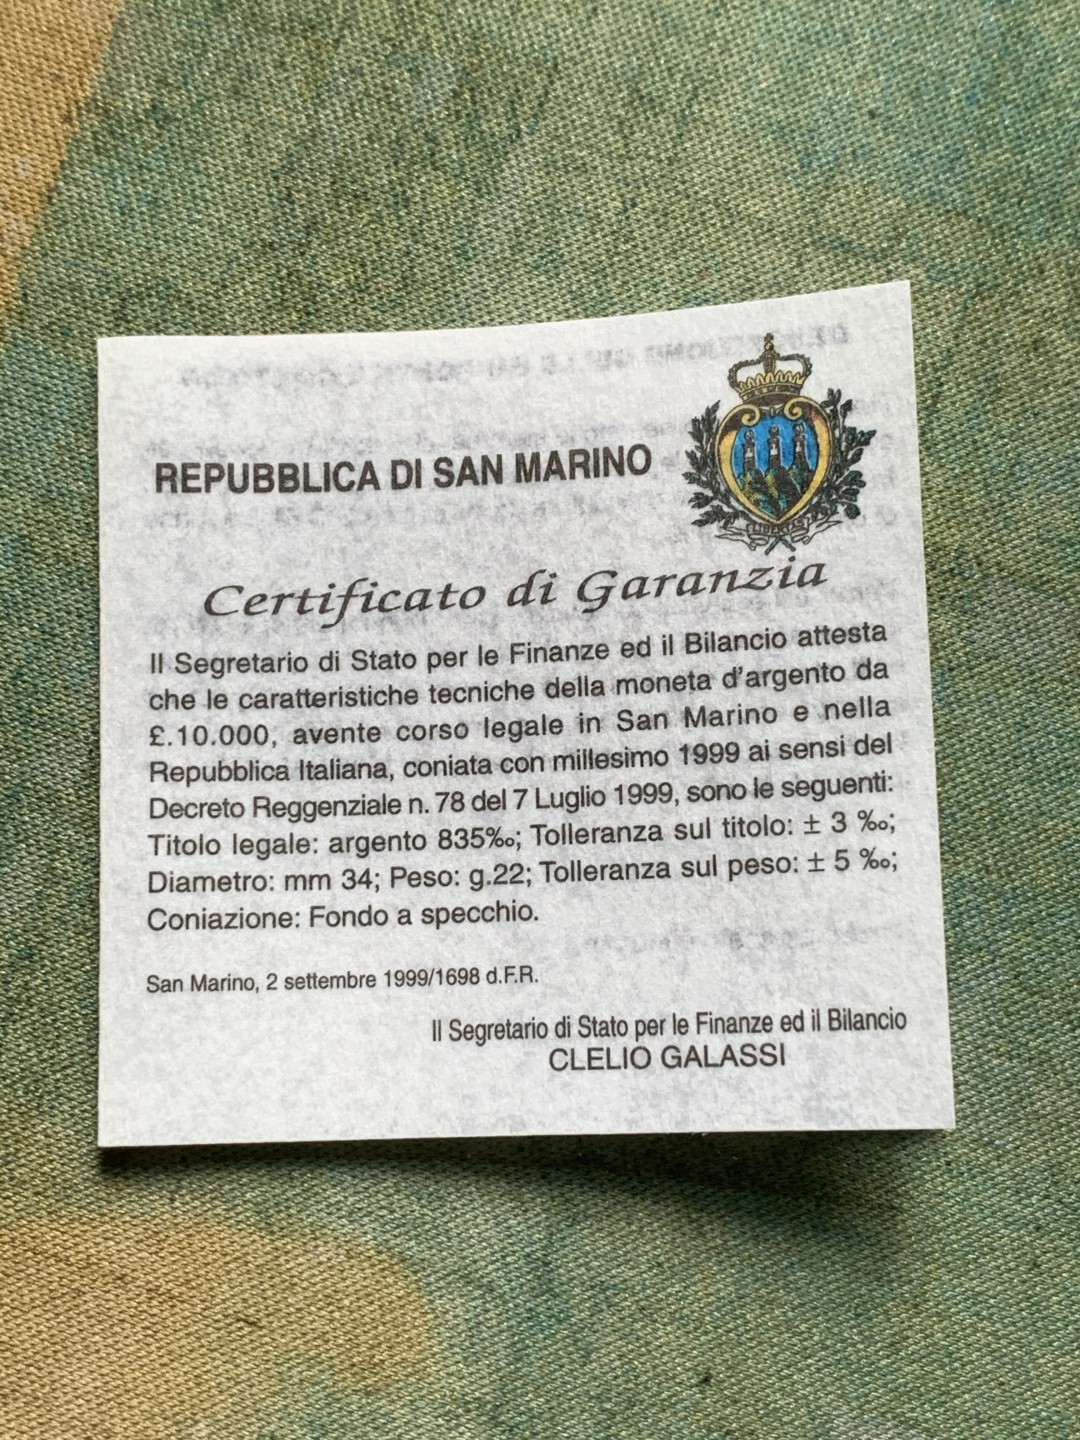 REPUBBLICA DI SAN MARINO
LIBERTAS
Certificato di Garanzia
Il Segretario di Stato per le Finanze ed il Bilancio attesta
che le caratteristiche tecniche della moneta d'argento da
£.10.000, avente corso legale in San Marino e nella
Repubblica Italiana, coniata con millesimo 1999 ai sensi del
Decreto Reggenziale n. 78 del 7 Luglio 1999, sono le seguenti:
Titolo legale: argento 835‰; Tolleranza sul titolo: ± 3 ‰;
Diametro: mm 34; Peso: g.22; Tolleranza sul peso: ± 5 ‰;
Coniazione: Fondo a specchio.
San Marino, 2 settembre 1999/1698 d.F.R.
Il Segretario di Stato per le Finanze ed il Bilancio
CLELIO GALASSI